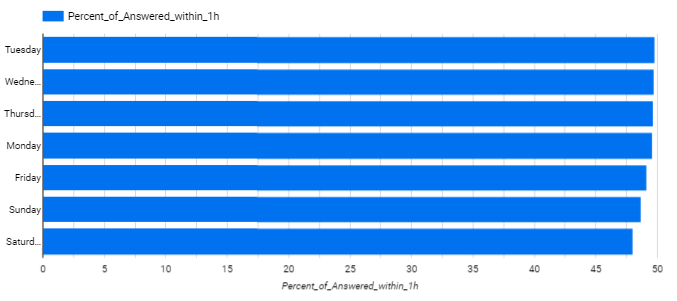 Percent_of_Answered_within_1h
Tuesday
Wedne...
Thursd...
Monday
Friday
Sunday
Saturd...
0 5 10 15 20 25 30 35 40 45 50
Percent_of_Answered_within_1h